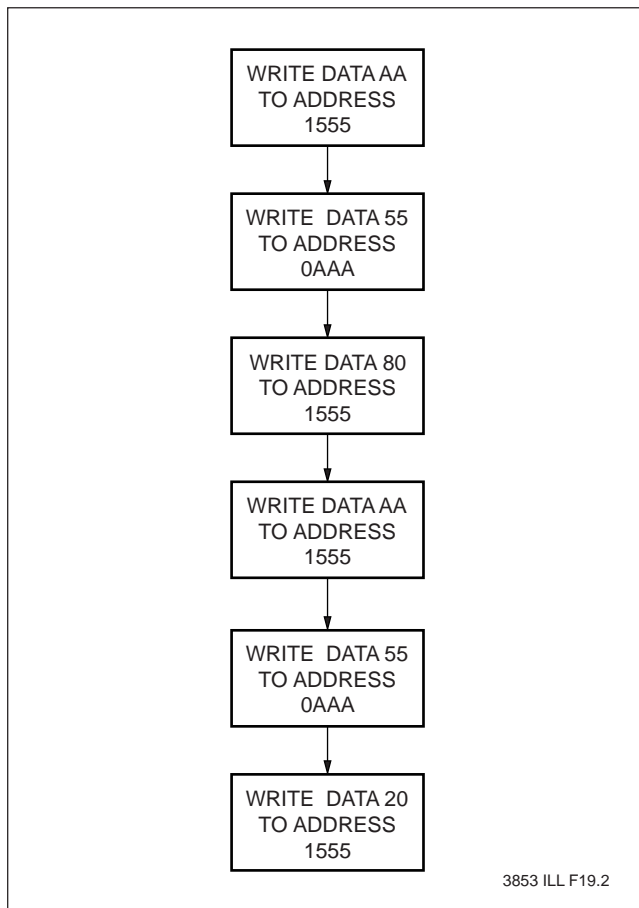 WRITE DATA AA
TO ADDRESS
1555
WRITE DATA 55
TO ADDRESS
0AAA
WRITE DATA 80
TO ADDRESS
1555
WRITE DATA AA
TO ADDRESS
1555
WRITE DATA 55
TO ADDRESS
0AAA
WRITE DATA 20
TO ADDRESS
1555
3853 ILL F19.2